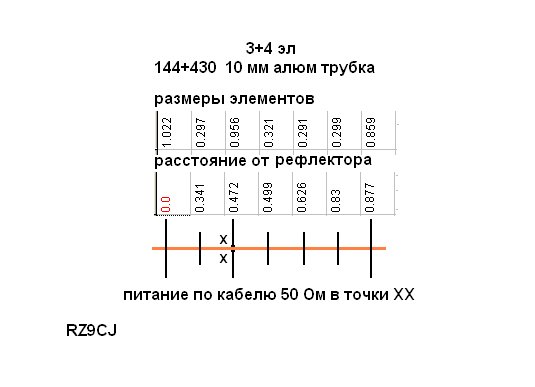 3+4 эл
144+430 10 мм алюм трубка
размеры элементов
1.022 0.297 0.956 0.321 0.291 0.299 0.859
расстояние от рефлектора
0.0 0.341 0.472 0.499 0.626 0.83 0.877
X
X
питание по кабелю 50 Ом в точки XX
RZ9CJ